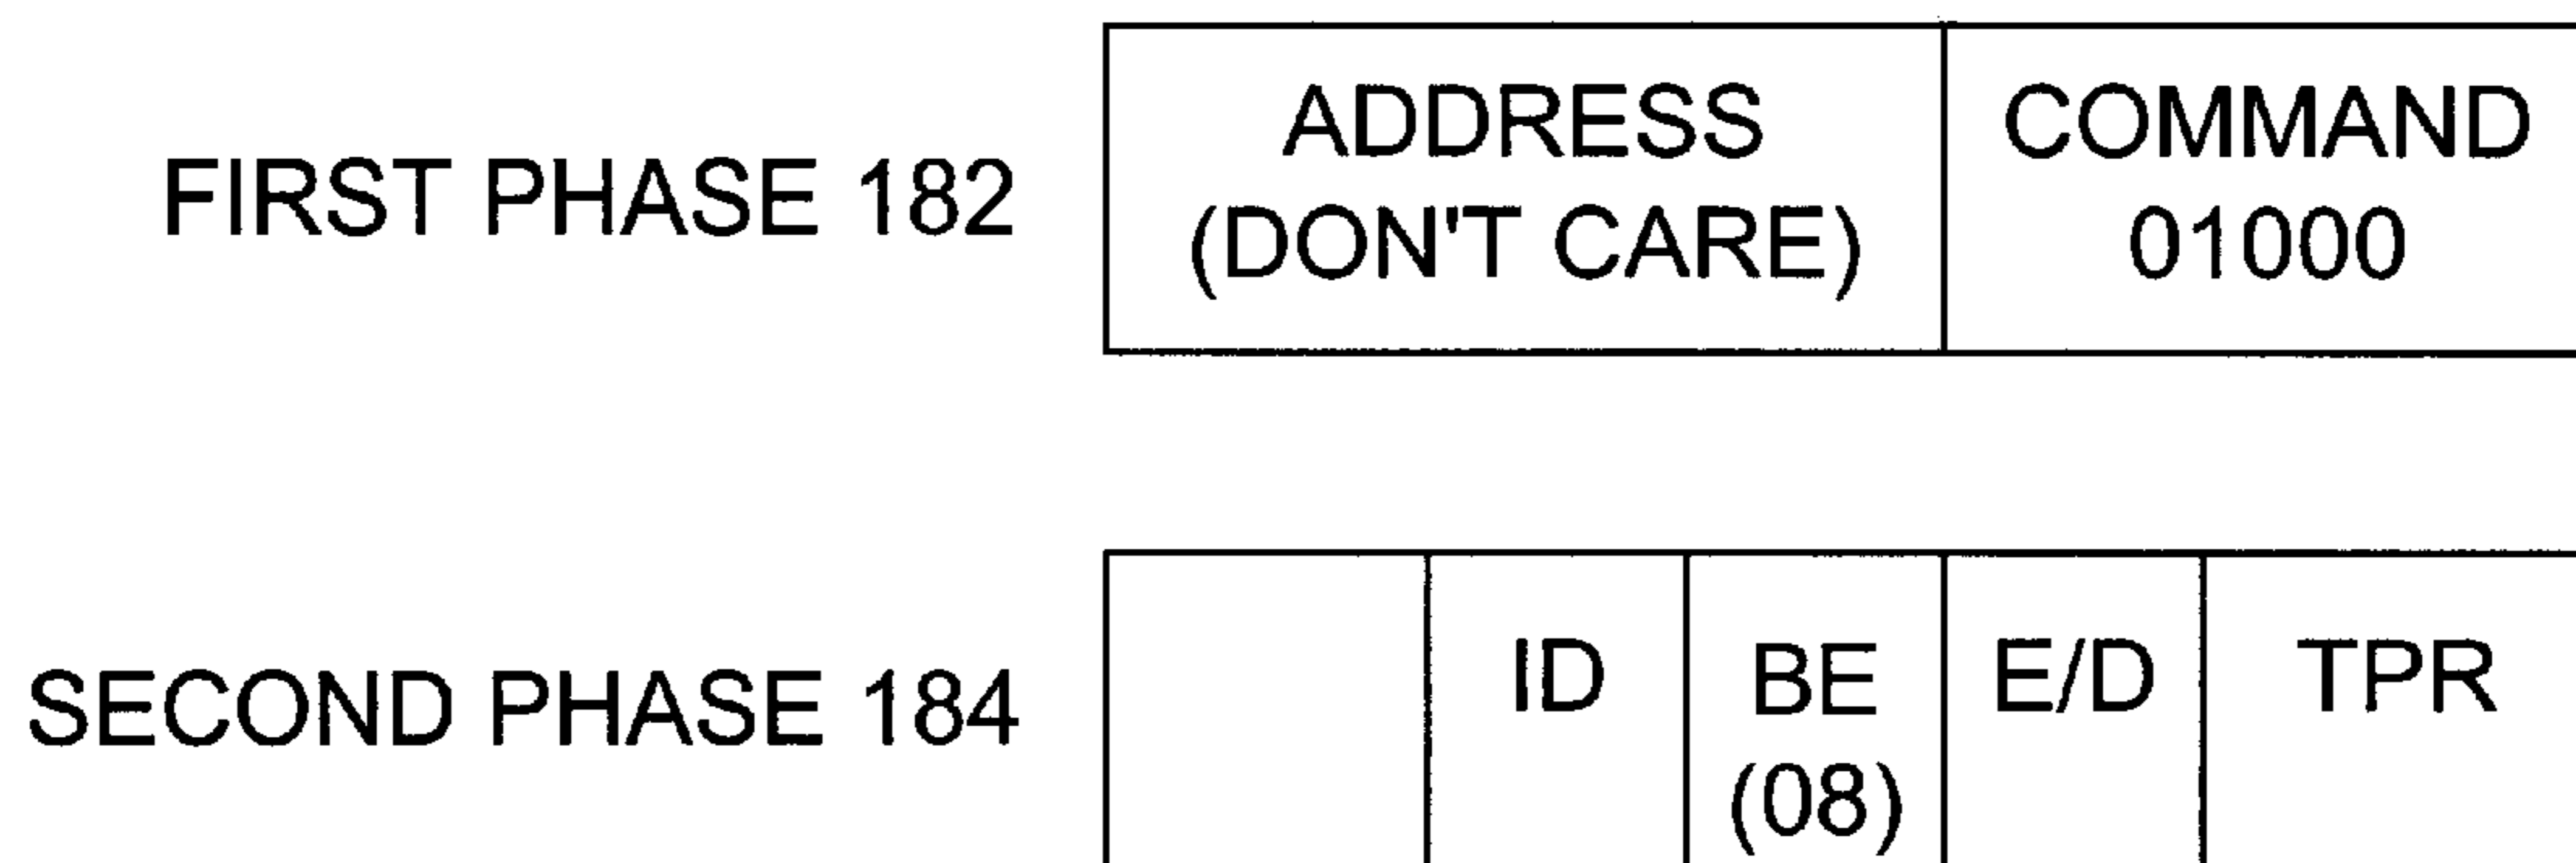 FIRST PHASE 182
ADDRESS
(DON'T CARE)
COMMAND
01000
SECOND PHASE 184
ID
BE
(08)
E/D
TPR